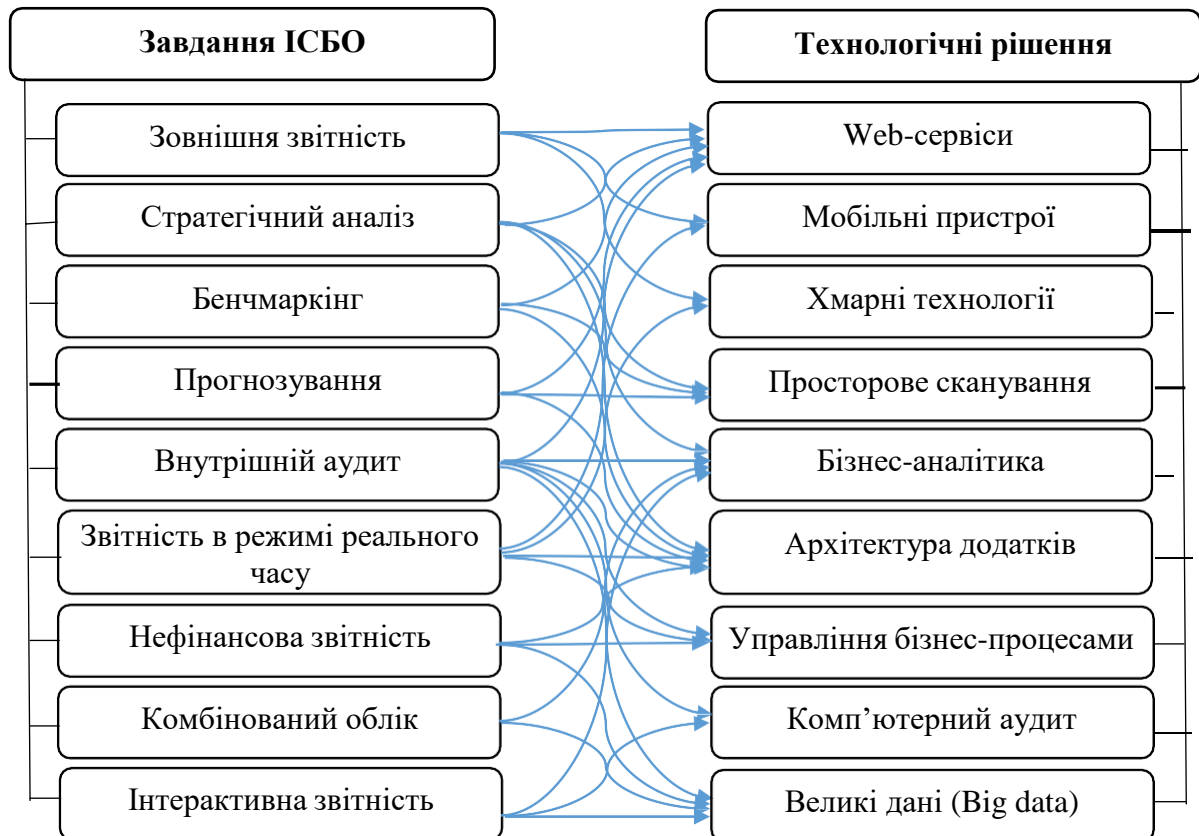 Завдання ІСБО
Зовнішня звітність
Стратегічний аналіз
Бенчмаркінг
Прогнозування
Внутрішній аудит
Звітність в режимі реального
часу
Нефінансова звітність
Комбінований облік
Інтерактивна звітність
Технологічні рішення
Web-сервіси
Мобільні пристрої
Хмарні технології
Просторове сканування
Бізнес-аналітика
Архітектура додатків
Управління бізнес-процесами
Комп’ютерний аудит
Великі дані (Big data)